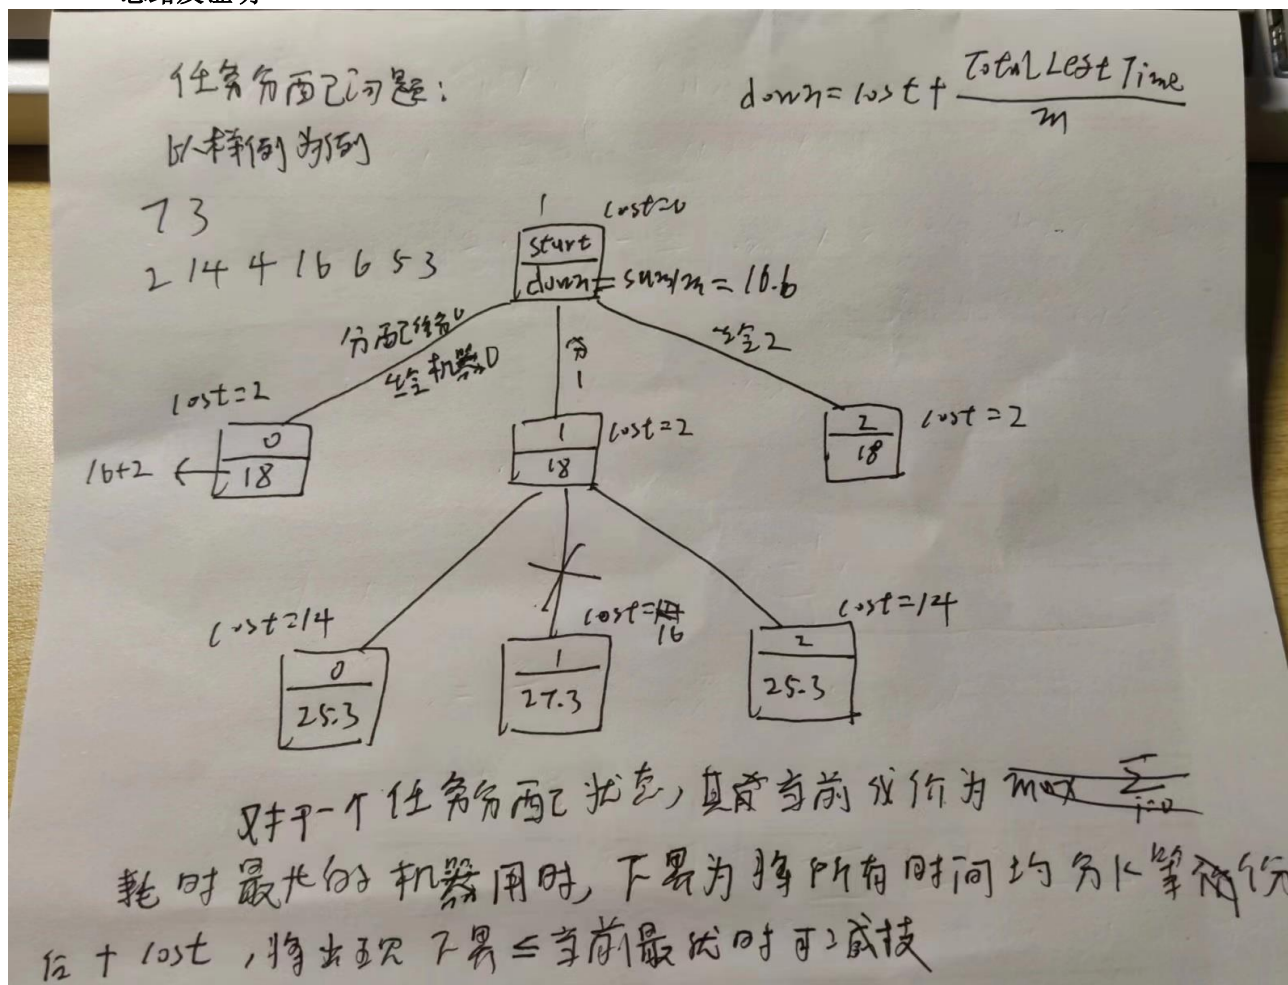 任务分配问题:
down=cost+ Total Lest Time / m
以样例为例
7 3
2 14 4 16 6 5 3
1 cost=0
start
down=sum/m=16.6
分配任务0
给机器0
分
1
给2
cost=2
0
16+2 ← 18
1 cost=2
18
2 cost=2
18
cost=14
0
25.3
cost=16
1
27.3
cost=14
2
25.3
对于一个任务分配状态,其当前代价为
耗时最大的机器用时,下界为将所有时间均分k等份
后+cost,将出现下界≤当前最优时可减枝